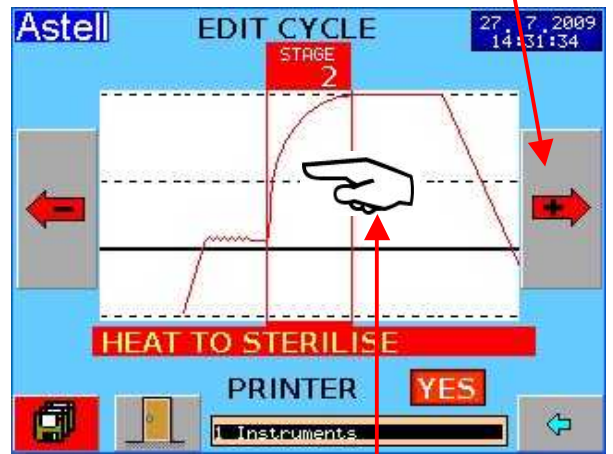 Astell
EDIT CYCLE
27. 7.2009
14:31:34
STAGE
2
HEAT TO STERILISE
PRINTER YES
1 Instruments